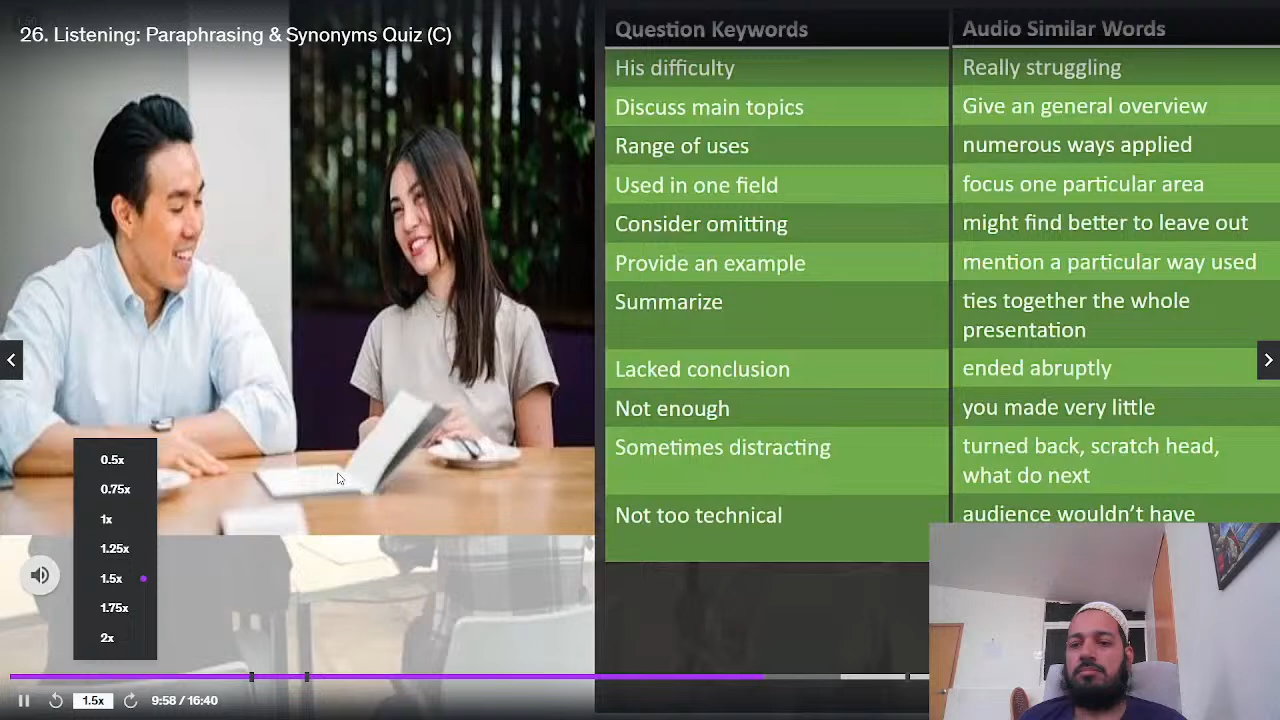 26. Listening: Paraphrasing & Synonyms Quiz (C)
Question Keywords
Audio Similar Words
His difficulty
Really struggling
Discuss main topics
Give an general overview
Range of uses
numerous ways applied
Used in one field
focus one particular area
Consider omitting
might find better to leave out
Provide an example
mention a particular way used
Summarize
ties together the whole
presentation
Lacked conclusion
ended abruptly
Not enough
you made very little
Sometimes distracting
turned back, scratch head,
what do next
Not too technical
audience wouldn't have
0.5x
0.75x
1x
1.25x
1.5x
1.75x
2x
1.5x
9:58 / 16:40